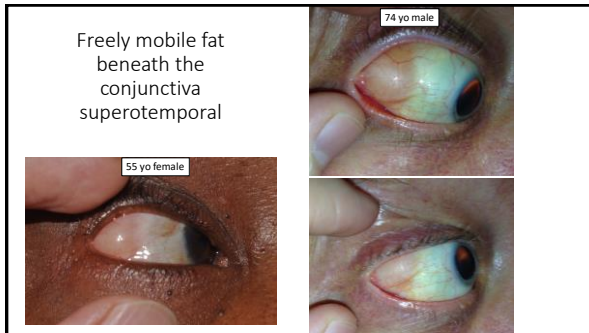 Freely mobile fat
beneath the
conjunctiva
superotemporal
74 yo male
55 yo female